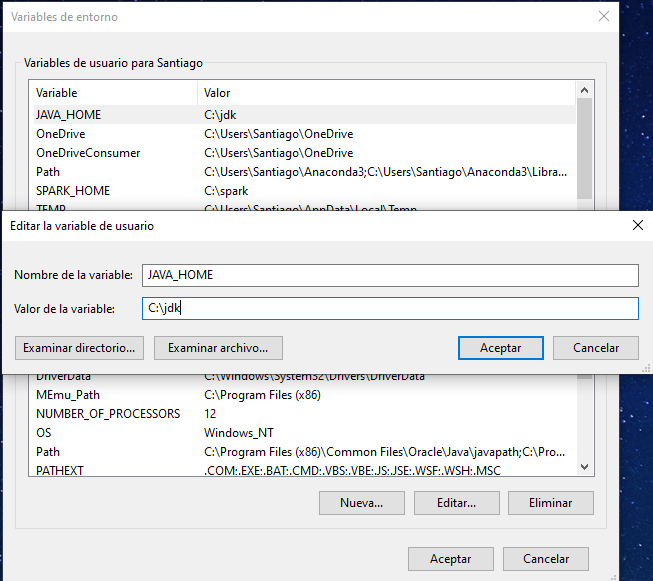 Variables de entorno
Variables de usuario para Santiago
Variable Valor
JAVA_HOME C:\jdk
OneDrive C:\Users\Santiago\OneDrive
OneDriveConsumer C:\Users\Santiago\OneDrive
Path C:\Users\Santiago\Anaconda3;C:\Users\Santiago\Anaconda3\Libra...
SPARK_HOME C:\spark
TEMP C:\Users\Santiago\AppData\Local\Temp
Editar la variable de usuario
Nombre de la variable: JAVA_HOME
Valor de la variable: C:\jdk
Examinar directorio... Examinar archivo... Aceptar Cancelar
DriverData C:\Windows\System32\Drivers\DriverData
MEmu_Path C:\Program Files (x86)
NUMBER_OF_PROCESSORS 12
OS Windows_NT
Path C:\Program Files (x86)\Common Files\Oracle\Java\javapath;C:\Pro...
PATHEXT .COM;.EXE;.BAT;.CMD;.VBS;.VBE;.JS;.JSE;.WSF;.WSH;.MSC
Nueva... Editar... Eliminar
Aceptar Cancelar